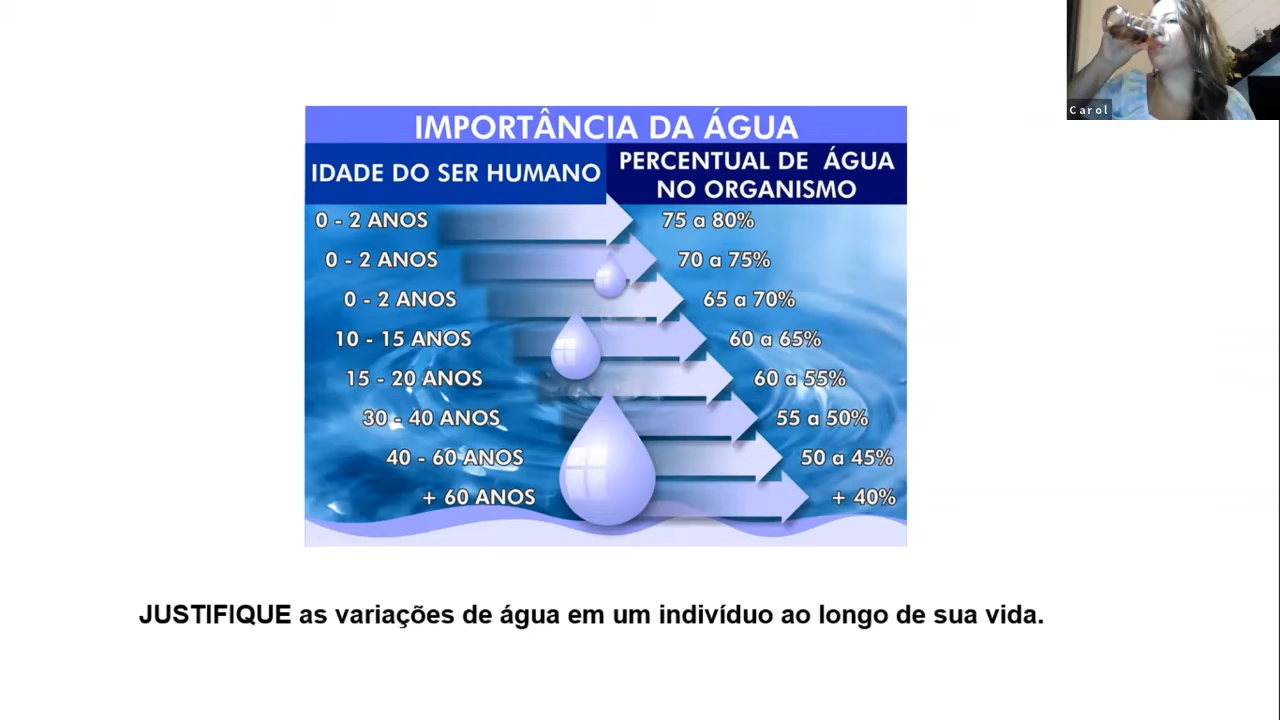 Carol
IMPORTÂNCIA DA ÁGUA
IDADE DO SER HUMANO
PERCENTUAL DE ÁGUA
NO ORGANISMO
0 - 2 ANOS 75 a 80%
0 - 2 ANOS 70 a 75%
0 - 2 ANOS 65 a 70%
10 - 15 ANOS 60 a 65%
15 - 20 ANOS 60 a 55%
30 - 40 ANOS 55 a 50%
40 - 60 ANOS 50 a 45%
+ 60 ANOS + 40%
JUSTIFIQUE as variações de água em um indivíduo ao longo de sua vida.